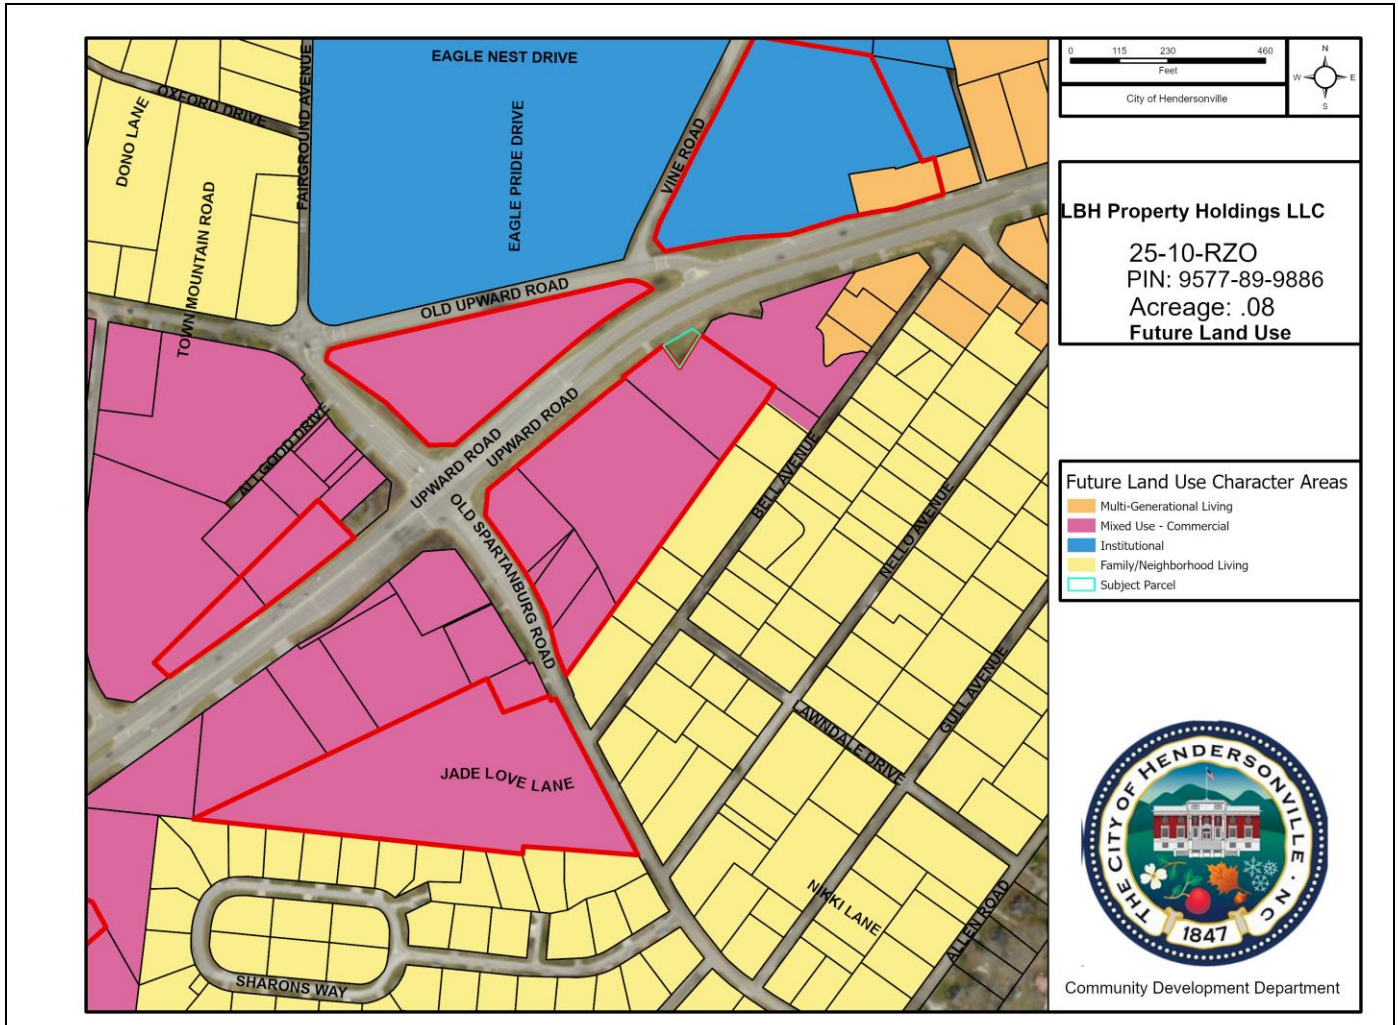 EAGLE NEST DRIVE
OXFORD DRIVE
DONO LANE
FAIRGROUND AVENUE
EAGLE PRIDE DRIVE
VINE ROAD
TOWN MOUNTAIN ROAD
OLD UPWARD ROAD
ALLGOOD DRIVE
UPWARD ROAD
UPWARD ROAD
OLD SPARTANBURG ROAD
BELL AVENUE
NELLO AVENUE
GULL AVENUE
LAWNDALE DRIVE
JADE LOVE LANE
NIKKI LANE
ALLEN ROAD
SHARONS WAY
0 115 230 460
Feet
City of Hendersonville
N
W E
S
LBH Property Holdings LLC
25-10-RZO
PIN: 9577-89-9886
Acreage: .08
Future Land Use
Future Land Use Character Areas
Multi-Generational Living
Mixed Use - Commercial
Institutional
Family/Neighborhood Living
Subject Parcel
THE CITY OF HENDERSONVILLE · NC
1847
Community Development Department